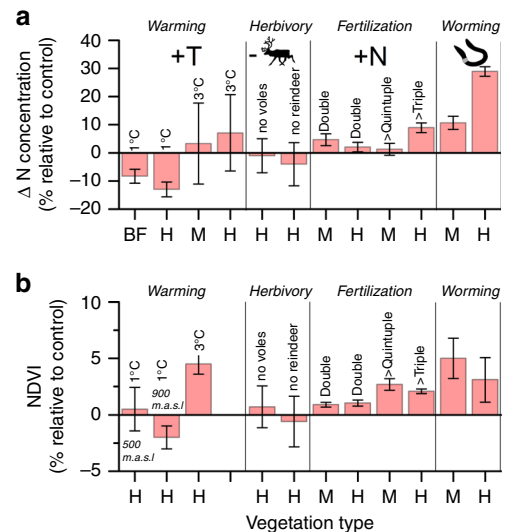 a
Warming Herbivory Fertilization Worming
+T - +N
Δ N concentration
(% relative to control)
40
30
20
10
0
−10
−20
1°C 1°C 3°C 3°C no voles no reindeer Double Double >Quintuple >Triple
BF H M H H H M H M H M H
b
Warming Herbivory Fertilization Worming
NDVI
(% relative to control)
10
5
0
−5
1°C 1°C 3°C no voles no reindeer Double Double >Quintuple >Triple
900
m.a.s.l
500
m.a.s.l
H H H H H M H M H M H
Vegetation type